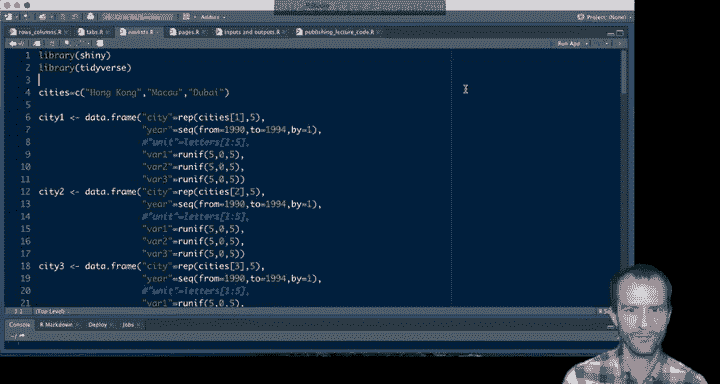 Addins
Project: (None)
rows_columns.R
tabs.R
pages.R
inputs and outputs.R
publishing_lecture_code.R
Run App
1 library(shiny)
2 library(tidyverse)
3
4 cities=c("Hong Kong","Macau","Dubai")
5
6 city1 <- data.frame("city"=rep(cities[1],5),
7 "year"=seq(from=1990,to=1994,by=1),
8 #"unit"=letters[1:5],
9 "var1"=runif(5,0,5),
10 "var2"=runif(5,0,5),
11 "var3"=runif(5,0,5))
12 city2 <- data.frame("city"=rep(cities[2],5),
13 "year"=seq(from=1990,to=1994,by=1),
14 #"unit"=letters[1:5],
15 "var1"=runif(5,0,5),
16 "var2"=runif(5,0,5),
17 "var3"=runif(5,0,5))
18 city3 <- data.frame("city"=rep(cities[3],5),
19 "year"=seq(from=1990,to=1994,by=1),
20 #"unit"=letters[1:5],
21 "var1"=runif(5,0,5),
(Top Level)
Console R Markdown Deploy Jobs